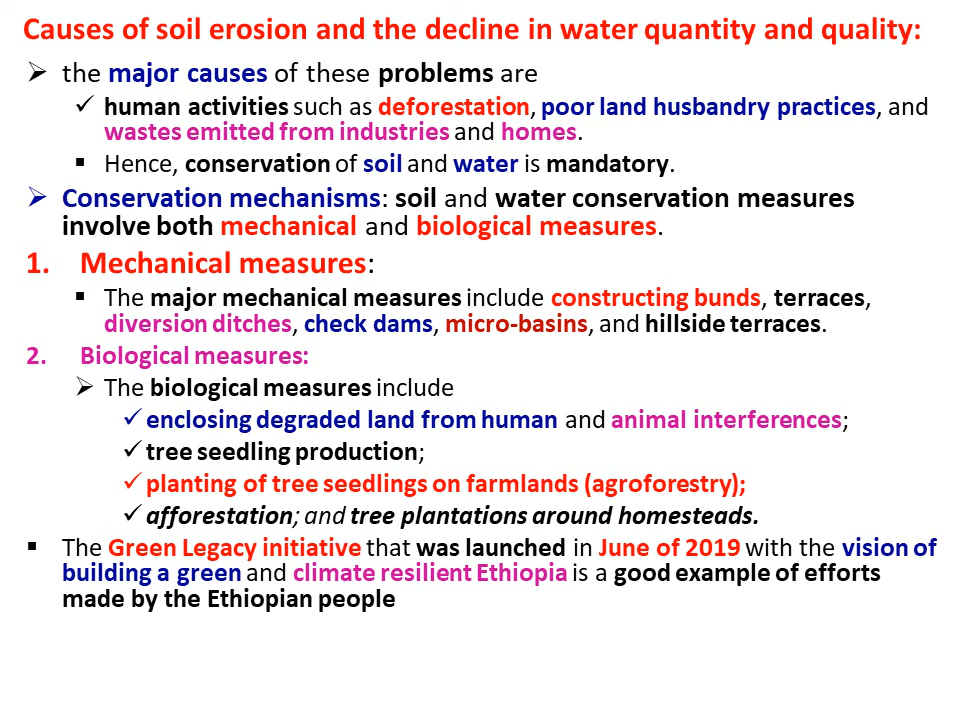 Causes of soil erosion and the decline in water quantity and quality:
➢ the major causes of these problems are
✓ human activities such as deforestation, poor land husbandry practices, and
wastes emitted from industries and homes.
▪ Hence, conservation of soil and water is mandatory.
➢ Conservation mechanisms: soil and water conservation measures
involve both mechanical and biological measures.
1. Mechanical measures:
▪ The major mechanical measures include constructing bunds, terraces,
diversion ditches, check dams, micro-basins, and hillside terraces.
2. Biological measures:
➢ The biological measures include
✓ enclosing degraded land from human and animal interferences;
✓ tree seedling production;
✓ planting of tree seedlings on farmlands (agroforestry);
✓ afforestation; and tree plantations around homesteads.
▪ The Green Legacy initiative that was launched in June of 2019 with the vision of
building a green and climate resilient Ethiopia is a good example of efforts
made by the Ethiopian people